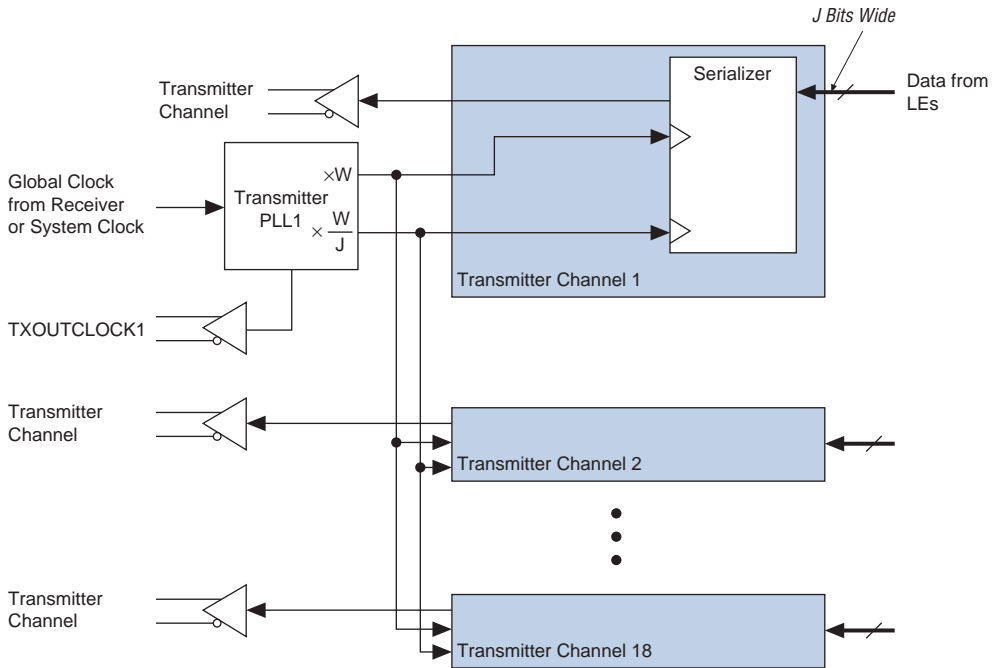 J Bits Wide
Serializer
Data from
LEs
Transmitter
Channel
Global Clock
from Receiver
or System Clock
×W
Transmitter
PLL1
× W
J
Transmitter Channel 1
TXOUTCLOCK1
Transmitter
Channel
Transmitter Channel 2
Transmitter
Channel
Transmitter Channel 18